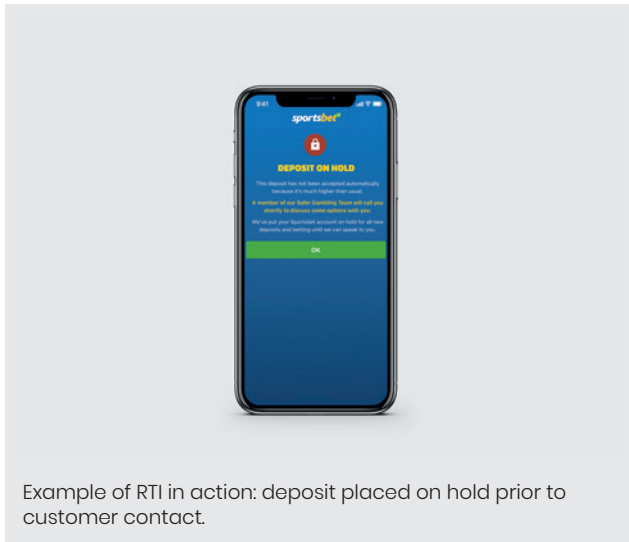 9:41
sportsbet
DEPOSIT ON HOLD
This deposit has not been accepted automatically
because it's much higher than usual.
A member of our Safer Gambling Team will call you
shortly to discuss some options with you.
We've put your Sportsbet account on hold for all new
deposits and betting until we can speak to you.
OK
Example of RTI in action: deposit placed on hold prior to
customer contact.